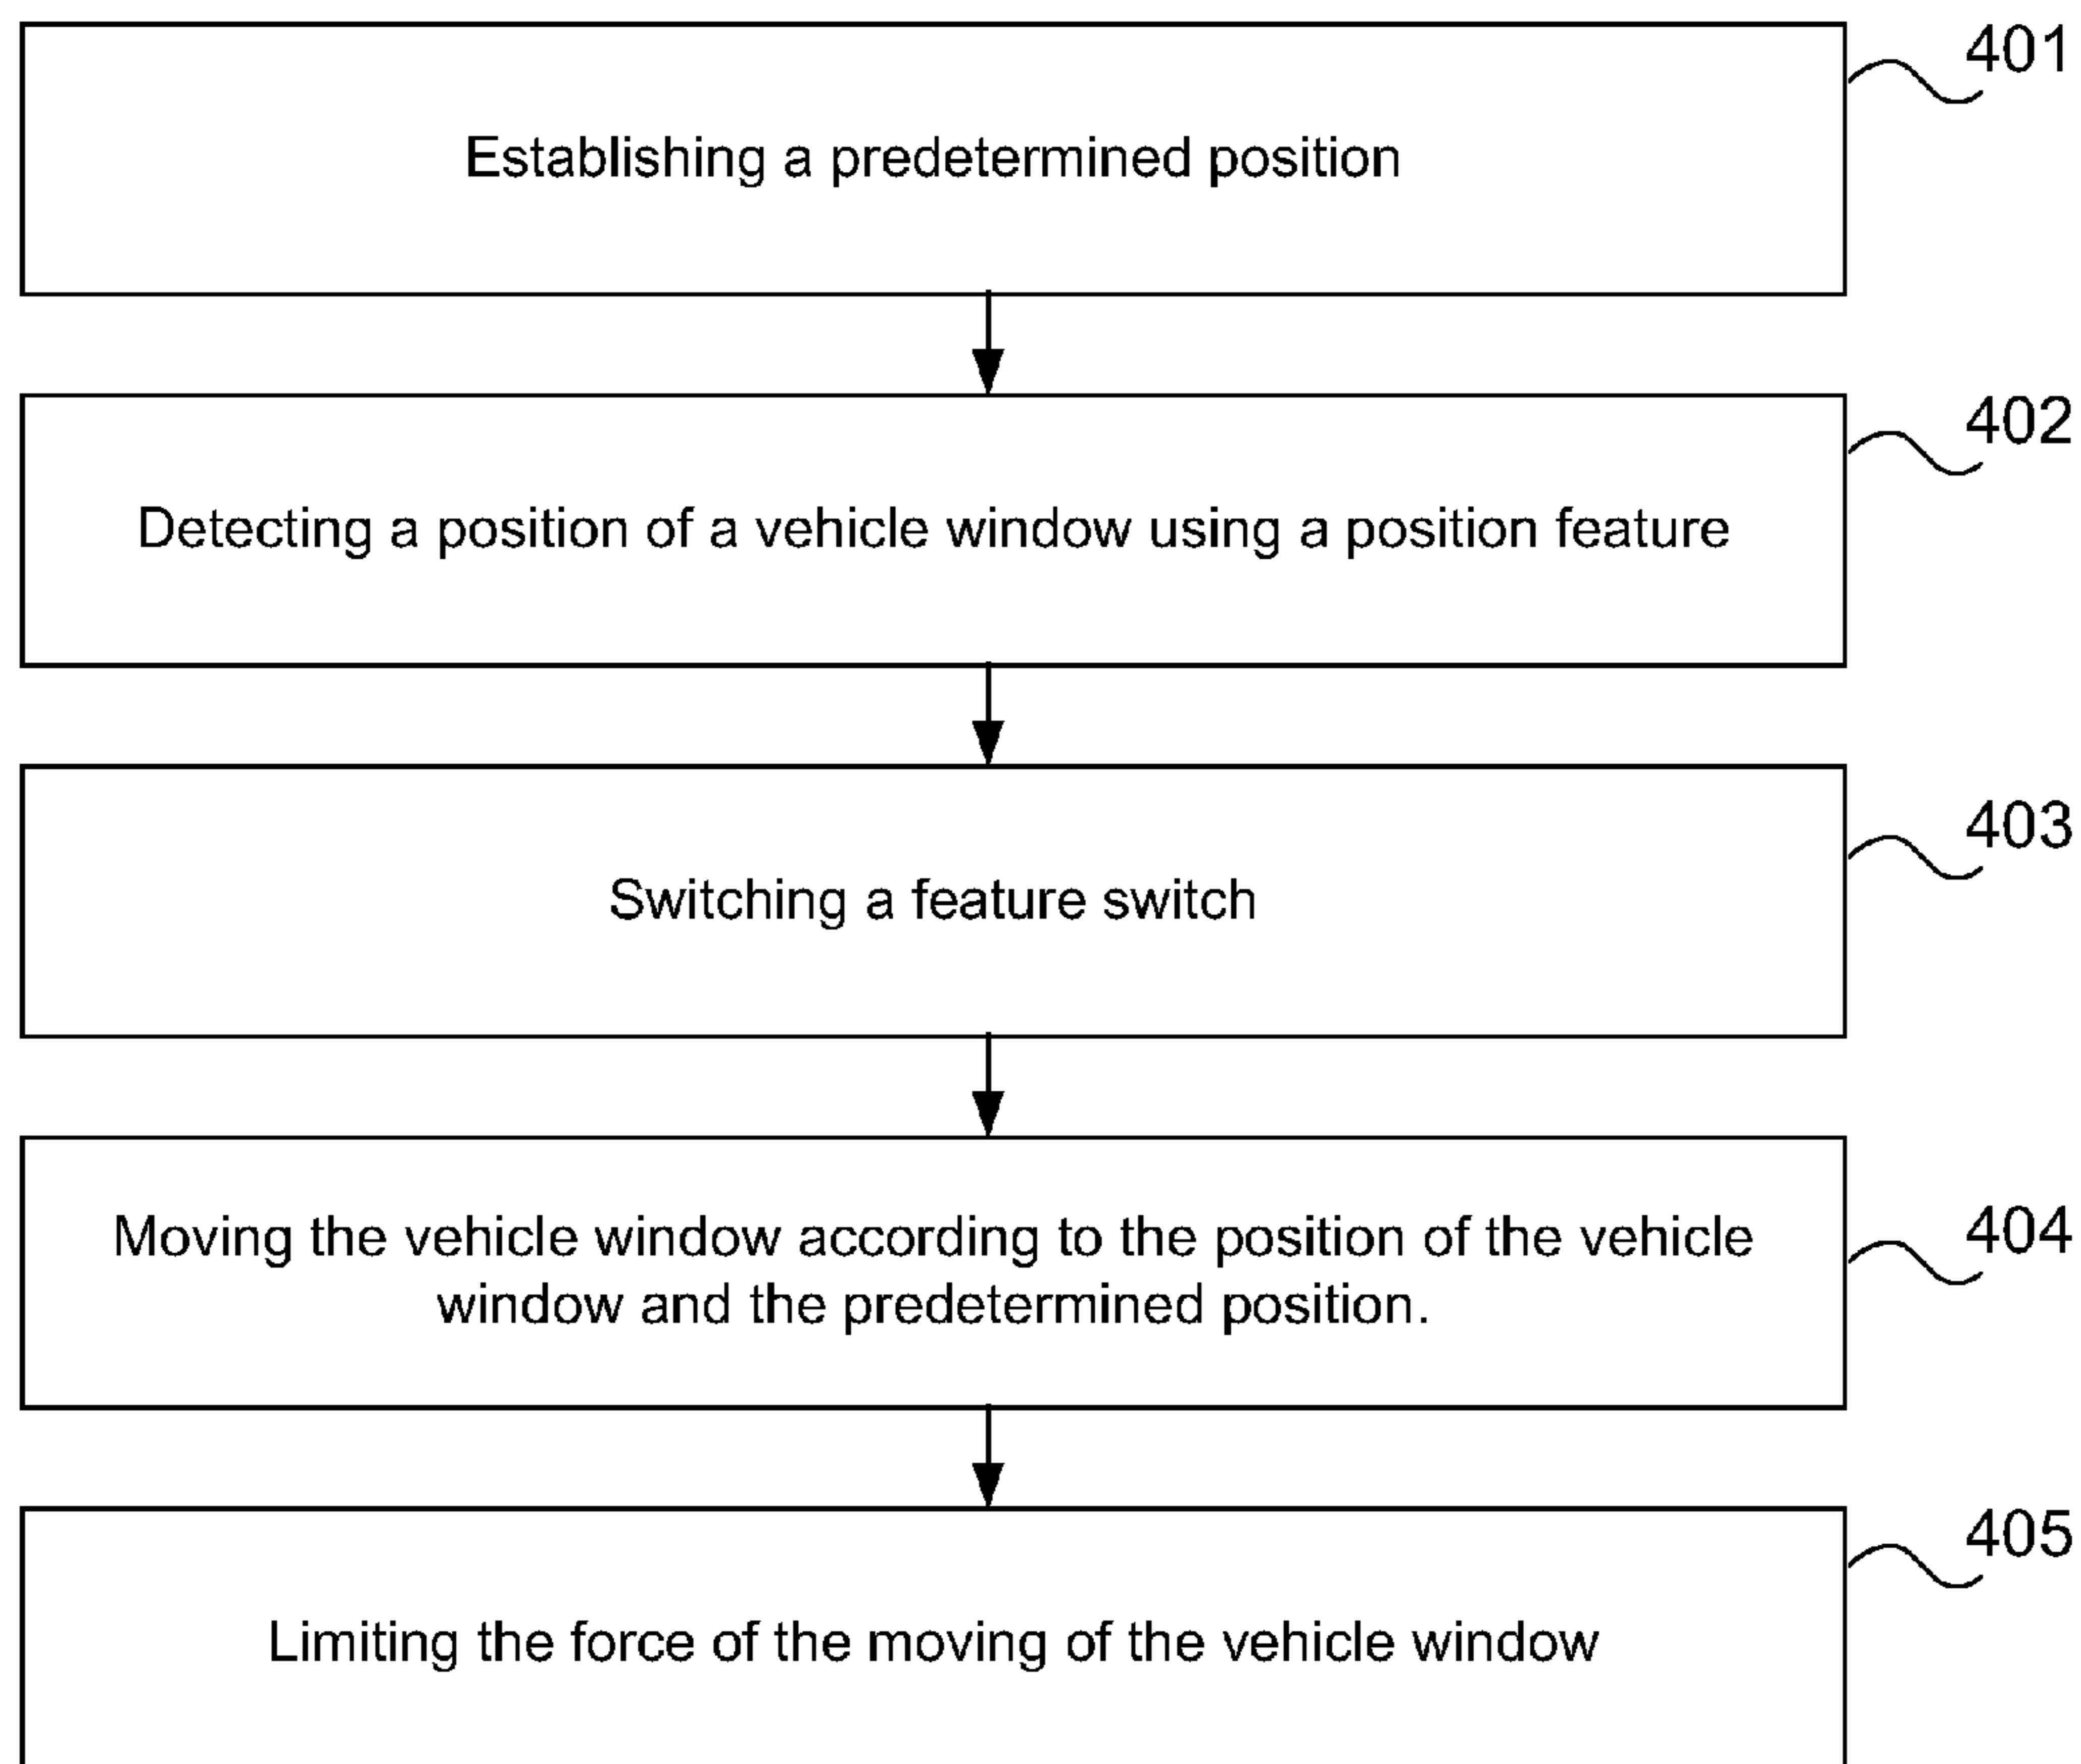 401
Establishing a predetermined position
402
Detecting a position of a vehicle window using a position feature
403
Switching a feature switch
404
Moving the vehicle window according to the position of the vehicle
window and the predetermined position.
405
Limiting the force of the moving of the vehicle window